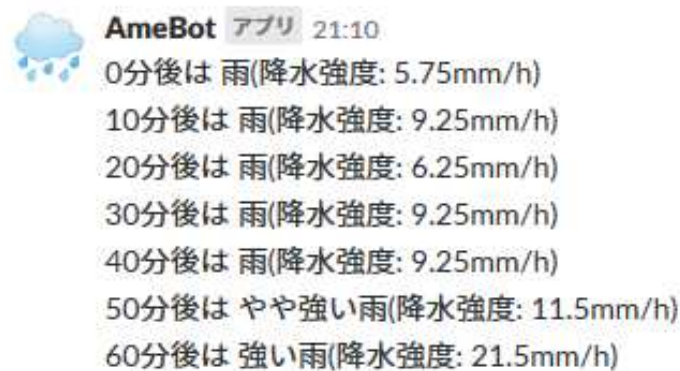 AmeBot アプリ 21:10
0分後は 雨(降水強度: 5.75mm/h)
10分後は 雨(降水強度: 9.25mm/h)
20分後は 雨(降水強度: 6.25mm/h)
30分後は 雨(降水強度: 9.25mm/h)
40分後は 雨(降水強度: 9.25mm/h)
50分後は やや強い雨(降水強度: 11.5mm/h)
60分後は 強い雨(降水強度: 21.5mm/h)